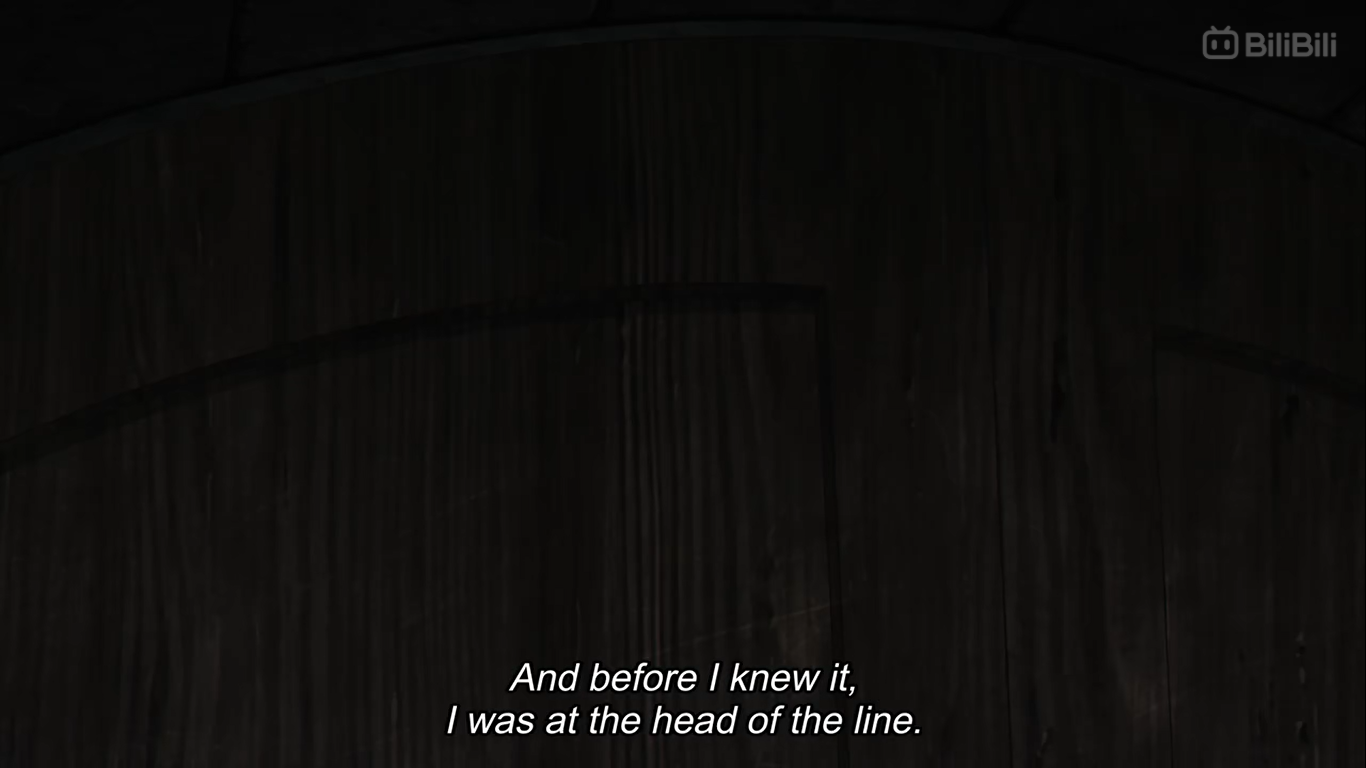 BiliBili
And before I knew it,
I was at the head of the line.